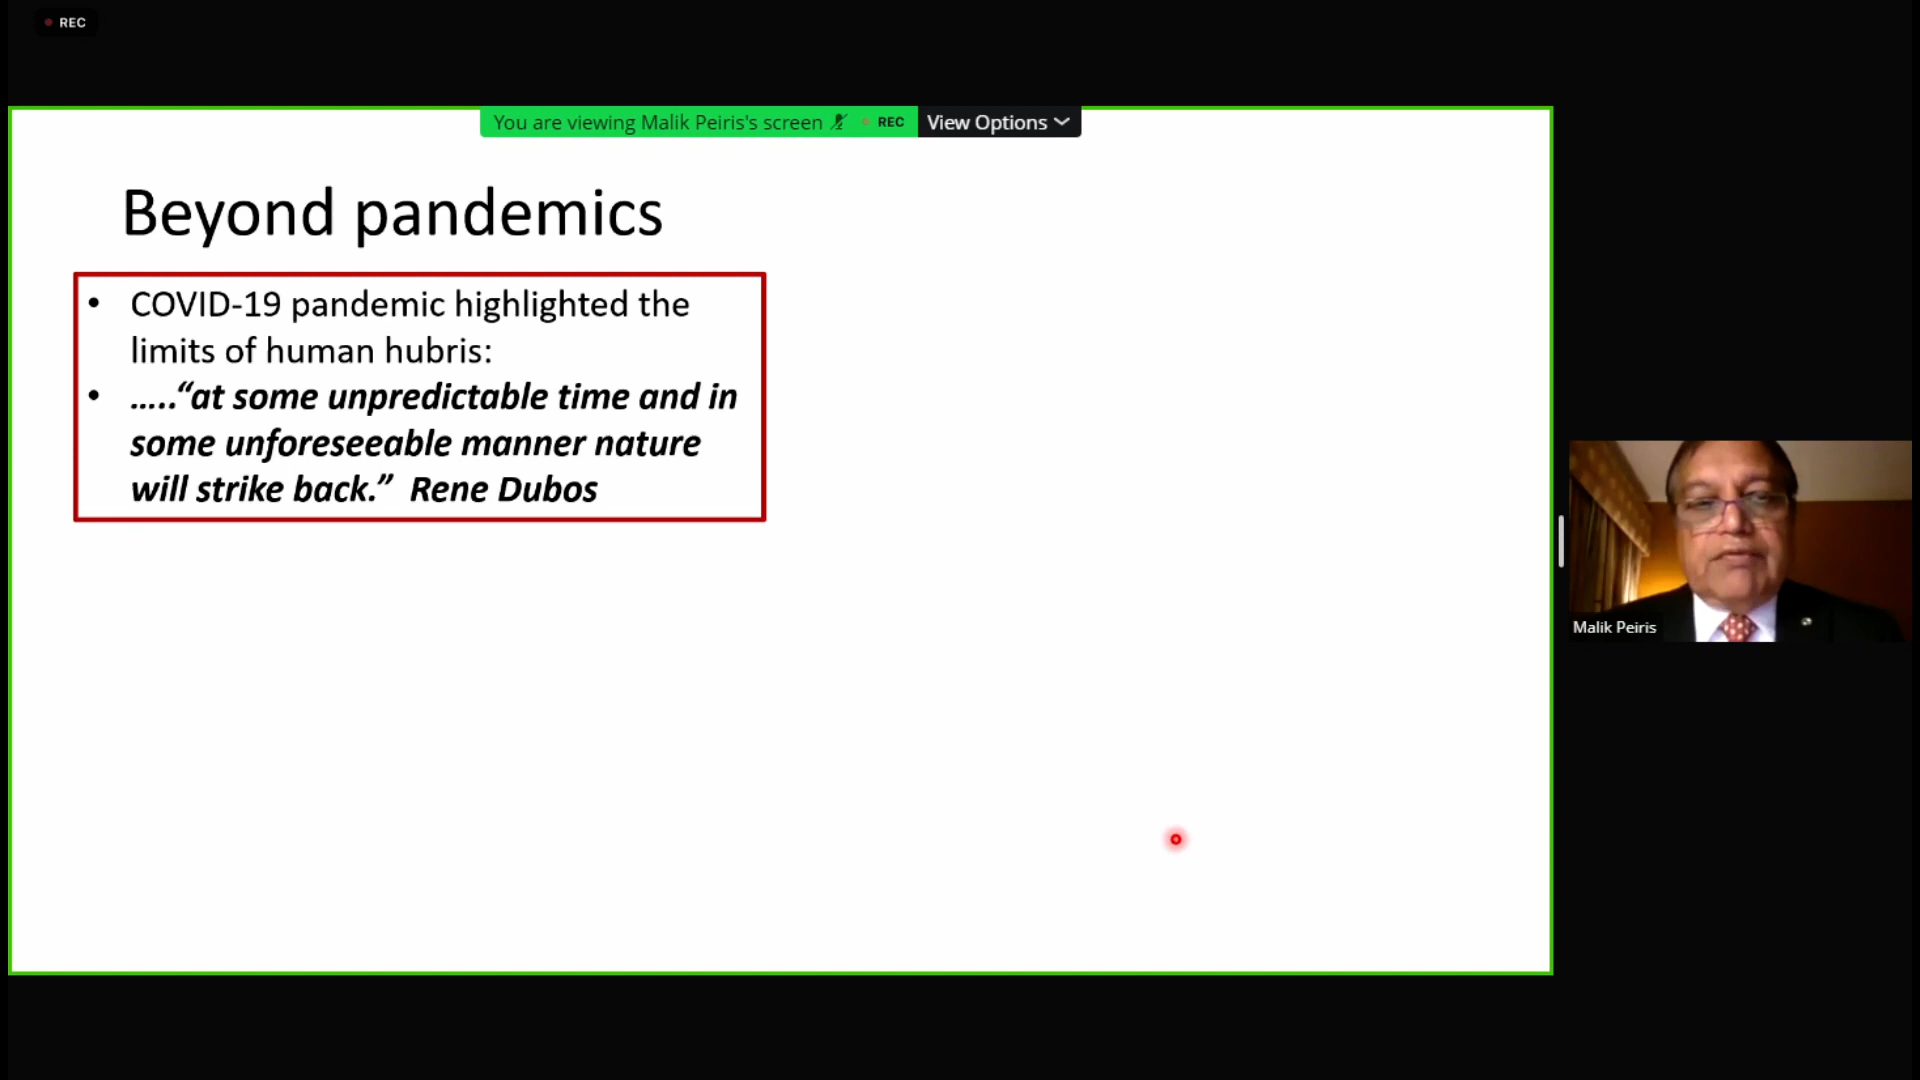 REC
You are viewing Malik Peiris's screen REC View Options
Beyond pandemics
• COVID-19 pandemic highlighted the
limits of human hubris:
• …..“at some unpredictable time and in
some unforeseeable manner nature
will strike back.” Rene Dubos
Malik Peiris